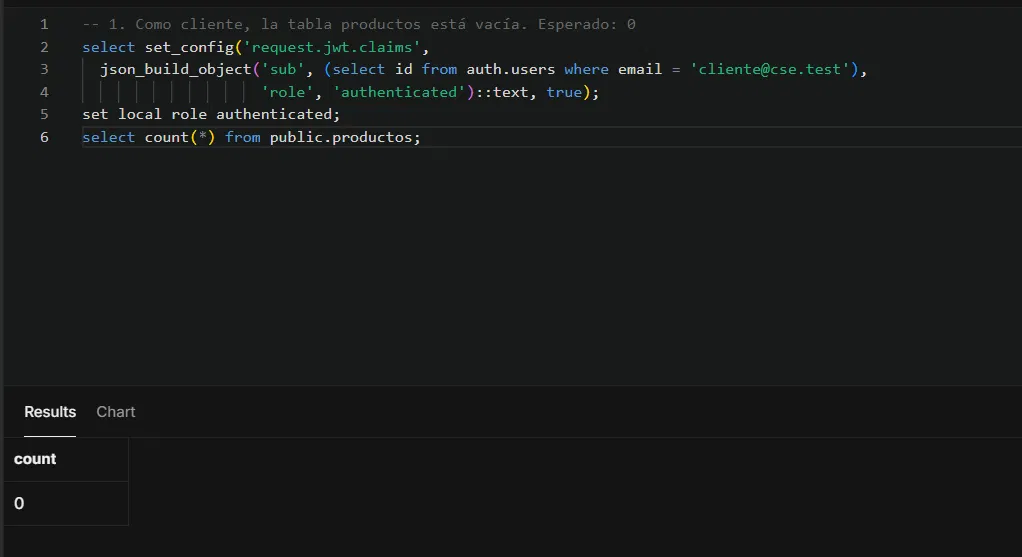 1 -- 1. Como cliente, la tabla productos está vacía. Esperado: 0
2 select set_config('request.jwt.claims',
3 json_build_object('sub', (select id from auth.users where email = 'cliente@cse.test'),
4 'role', 'authenticated')::text, true);
5 set local role authenticated;
6 select count(*) from public.productos;
Results Chart
count
0